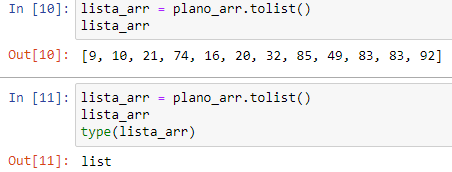 In [10]: lista_arr = plano_arr.tolist()
lista_arr
Out[10]: [9, 10, 21, 74, 16, 20, 32, 85, 49, 83, 83, 92]
In [11]: lista_arr = plano_arr.tolist()
lista_arr
type(lista_arr)
Out[11]: list